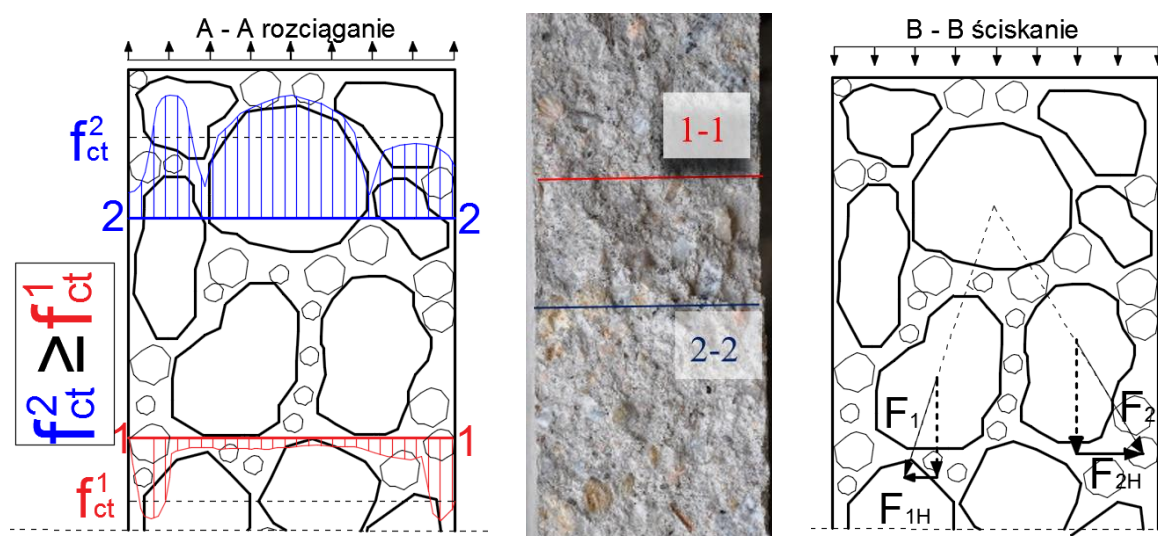 A - A rozciąganie
f²ct
2 2
f²ct ≥ f¹ct
1 1
f¹ct
1-1
2-2
B - B ściskanie
F₁
F₂
F₂H
F₁H